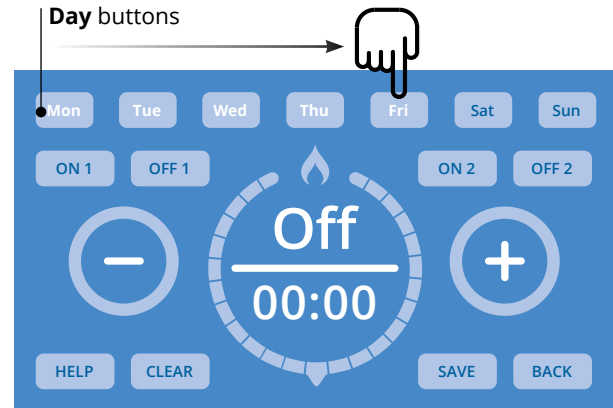 Day buttons
Mon Tue Wed Thu Fri Sat Sun
ON 1 OFF 1 ON 2 OFF 2
Off
00:00
HELP CLEAR SAVE BACK